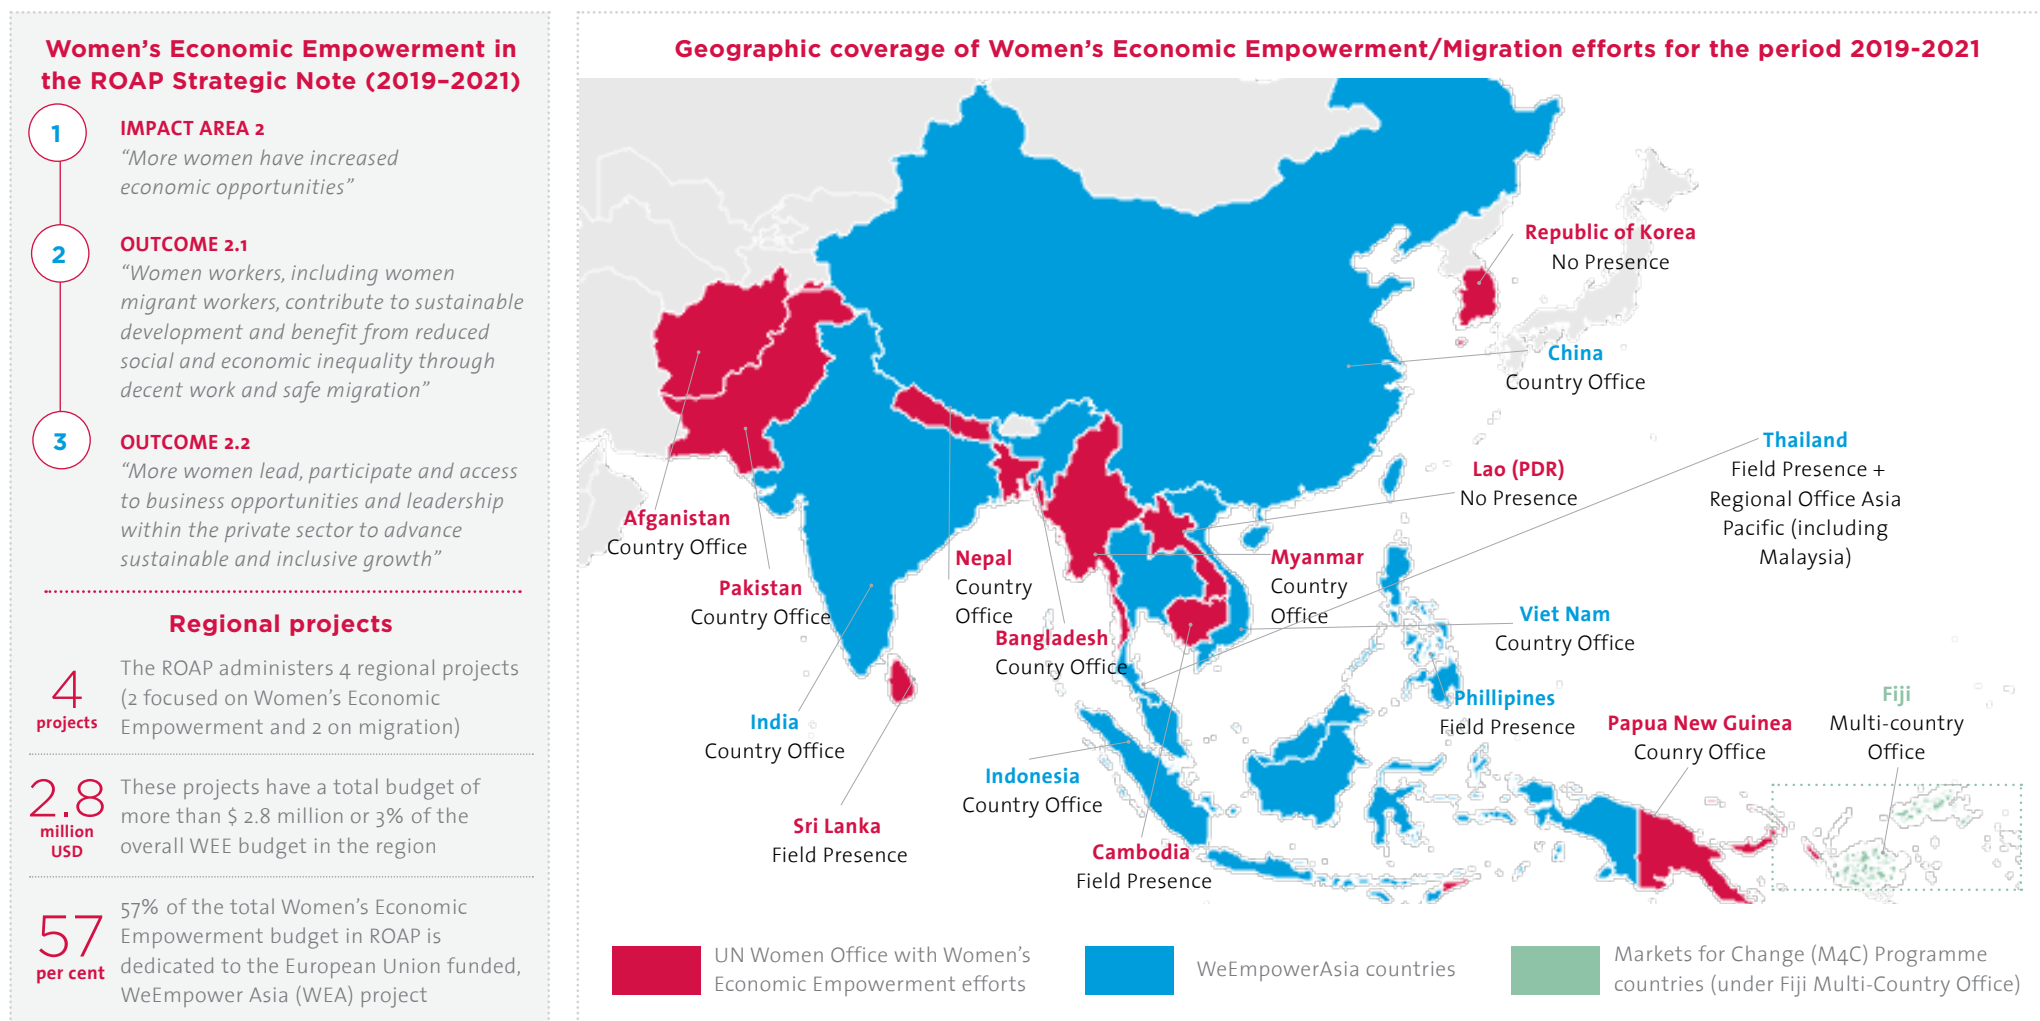 Women's Economic Empowerment in
the ROAP Strategic Note (2019–2021)
1
IMPACT AREA 2
“More women have increased
economic opportunities”
2
OUTCOME 2.1
“Women workers, including women
migrant workers, contribute to sustainable
development and benefit from reduced
social and economic inequality through
decent work and safe migration”
3
OUTCOME 2.2
“More women lead, participate and access
to business opportunities and leadership
within the private sector to advance
sustainable and inclusive growth”
Regional projects
4
projects
The ROAP administers 4 regional projects
(2 focused on Women's Economic
Empowerment and 2 on migration)
2.8
million
USD
These projects have a total budget of
more than $ 2.8 million or 3% of the
overall WEE budget in the region
57
per cent
57% of the total Women's Economic
Empowerment budget in ROAP is
dedicated to the European Union funded,
WeEmpower Asia (WEA) project
Geographic coverage of Women's Economic Empowerment/Migration efforts for the period 2019-2021
Republic of Korea
No Presence
China
Country Office
Thailand
Field Presence +
Regional Office Asia
Pacific (including
Malaysia)
Lao (PDR)
No Presence
Afganistan
Country Office
Pakistan
Country Office
Nepal
Country
Office
Bangladesh
Counry Office
Myanmar
Country
Office
Viet Nam
Country Office
Phillipines
Field Presence
India
Country Office
Indonesia
Country Office
Sri Lanka
Field Presence
Cambodia
Field Presence
Papua New Guinea
Counry Office
Fiji
Multi-country
Office
UN Women Office with Women's
Economic Empowerment efforts
WeEmpowerAsia countries
Markets for Change (M4C) Programme
countries (under Fiji Multi-Country Office)